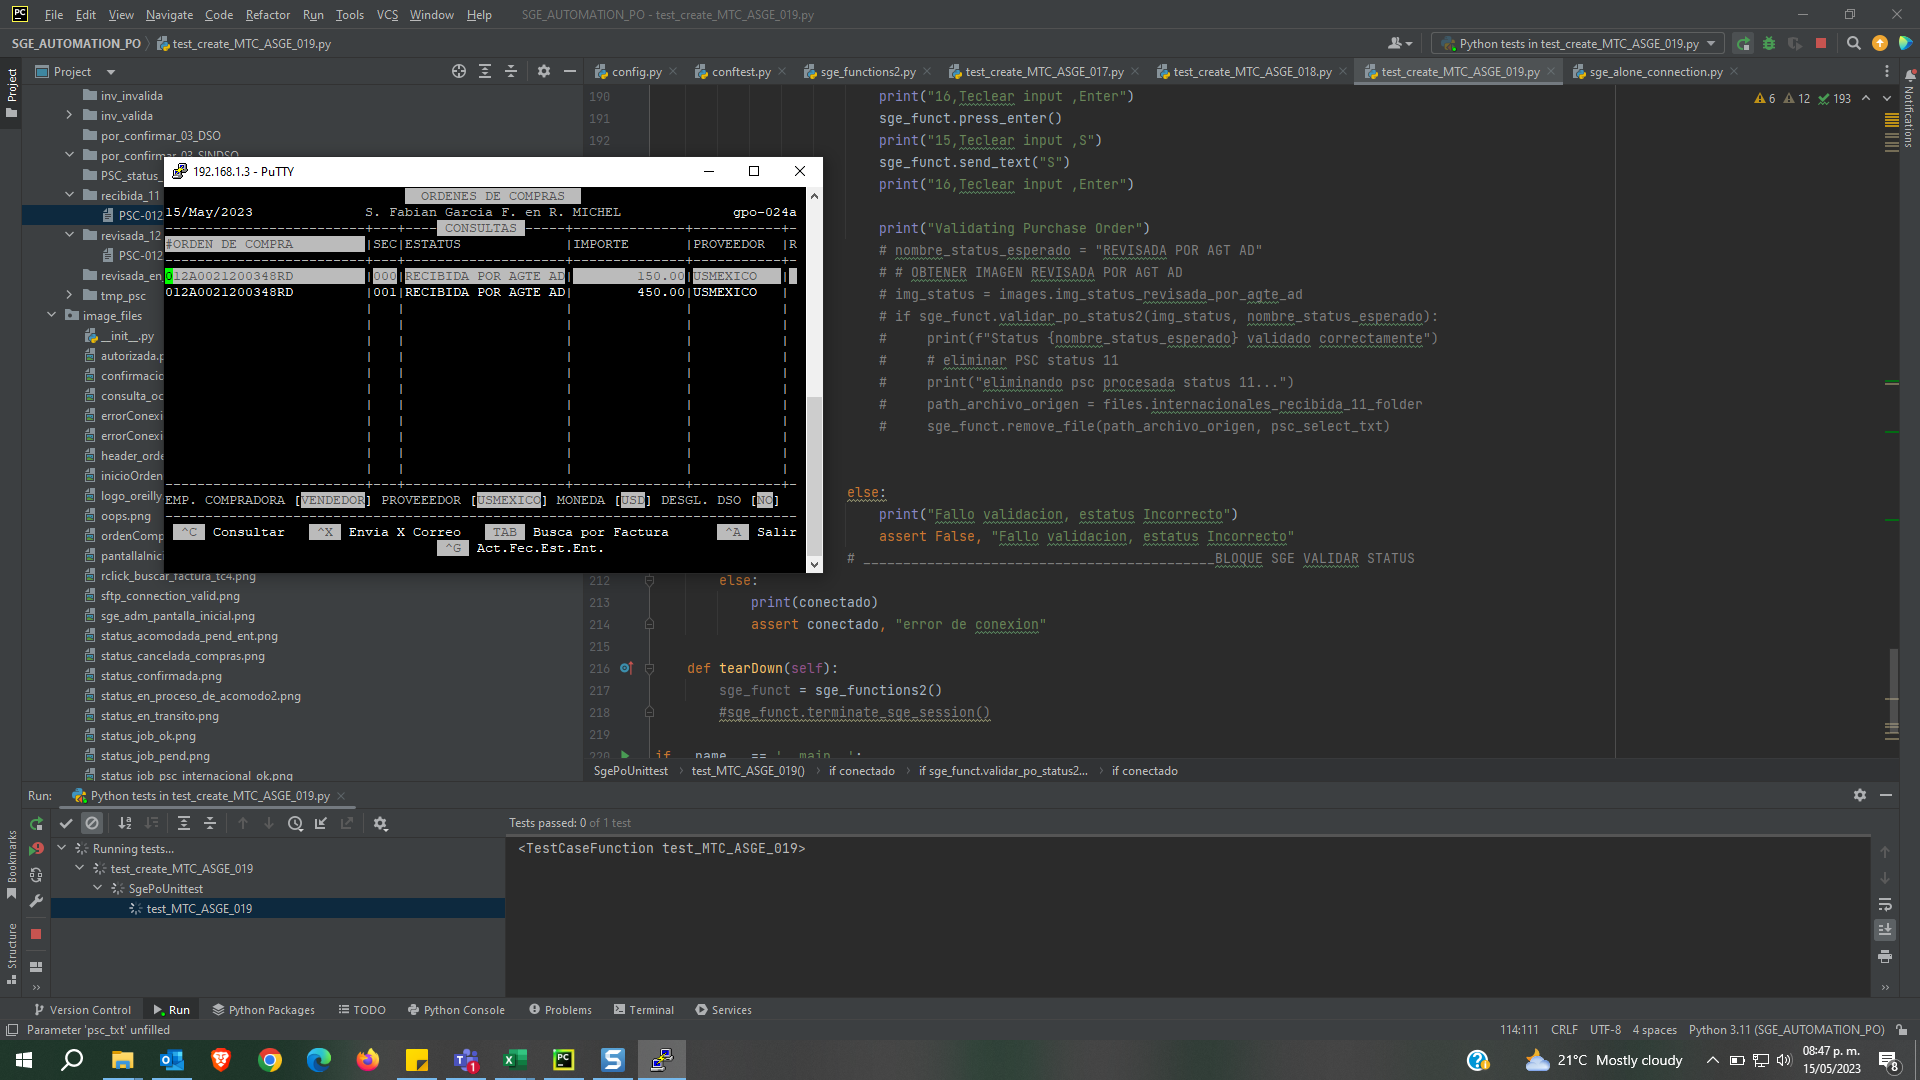 File Edit View Navigate Code Refactor Run Tools VCS Window Help SGE_AUTOMATION_PO - test_create_MTC_ASGE_019.py
SGE_AUTOMATION_PO test_create_MTC_ASGE_019.py
Python tests in test_create_MTC_ASGE_019.py
Project
Project
config.py conftest.py sge_functions2.py test_create_MTC_ASGE_017.py test_create_MTC_ASGE_018.py test_create_MTC_ASGE_019.py sge_alone_connection.py
Notifications
6 12 193
inv_invalida
inv_valida
por_confirmar_03_DSO
por_confirmar_03_SINDSO
PSC_status_
recibida_11
PSC-012
revisada_12
PSC-012
revisada_en
tmp_psc
image_files
__init__.py
autorizada.p
confirmacio
consulta_oc
errorConexi
errorConexi
header_orde
inicioOrden
logo_oreilly
oops.png
ordenComp
pantallaInic
rclick_buscar_factura_tc4.png
sftp_connection_valid.png
sge_adm_pantalla_inicial.png
status_acomodada_pend_ent.png
status_cancelada_compras.png
status_confirmada.png
status_en_proceso_de_acomodo2.png
status_en_transito.png
status_job_ok.png
status_job_pend.png
status_job_psc_internacional_ok.png
192.168.1.3 - PuTTY
ORDENES DE COMPRAS
15/May/2023 S. Fabian Garcia F. en R. MICHEL gpo-024a
CONSULTAS
#ORDEN DE COMPRA |SEC|ESTATUS |IMPORTE |PROVEEDOR |R
012A0021200348RD |000|RECIBIDA POR AGTE AD| 150.00|USMEXICO |
012A0021200348RD |001|RECIBIDA POR AGTE AD| 450.00|USMEXICO |
EMP. COMPRADORA [VENDEDOR] PROVEEEDOR [USMEXICO] MONEDA [USD] DESGL. DSO [NO]
^C Consultar ^X Envia X Correo TAB Busca por Factura ^A Salir
^G Act.Fec.Est.Ent.
190 print("16,Teclear input ,Enter")
191 sge_funct.press_enter()
192 print("15,Teclear input ,S")
sge_funct.send_text("S")
print("16,Teclear input ,Enter")
print("Validating Purchase Order")
# nombre_status_esperado = "REVISADA POR AGT AD"
# # OBTENER IMAGEN REVISADA POR AGT AD
# img_status = images.img_status_revisada_por_agte_ad
# if sge_funct.validar_po_status2(img_status, nombre_status_esperado):
# print(f"Status {nombre_status_esperado} validado correctamente")
# # eliminar PSC status 11
# print("eliminando psc procesada status 11...")
# path_archivo_origen = files.internacionales_recibida_11_folder
# sge_funct.remove_file(path_archivo_origen, psc_select_txt)
else:
print("Fallo validacion, estatus Incorrecto")
assert False, "Fallo validacion, estatus Incorrecto"
# ____________________________________________BLOQUE SGE VALIDAR STATUS
212 else:
213 print(conectado)
214 assert conectado, "error de conexion"
215
216 def tearDown(self):
217 sge_funct = sge_functions2()
218 #sge_funct.terminate_sge_session()
219
220 if __name__ == '__main__':
SgePoUnittest test_MTC_ASGE_019() if conectado if sge_funct.validar_po_status2... if conectado
Run: Python tests in test_create_MTC_ASGE_019.py
Tests passed: 0 of 1 test
Running tests...
test_create_MTC_ASGE_019
SgePoUnittest
test_MTC_ASGE_019
<TestCaseFunction test_MTC_ASGE_019>
Bookmarks
Structure
Version Control Run Python Packages TODO Python Console Problems Terminal Services
Parameter 'psc_txt' unfilled 114:111 CRLF UTF-8 4 spaces Python 3.11 (SGE_AUTOMATION_PO)
21°C Mostly cloudy
08:47 p. m.
15/05/2023
8